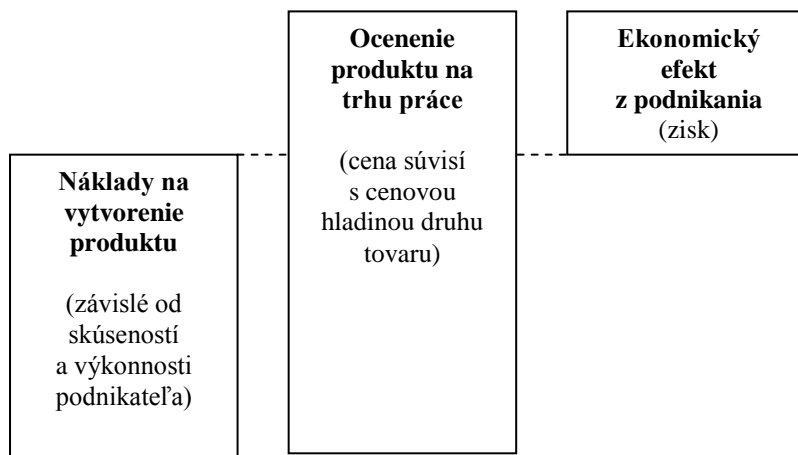 Náklady na
vytvorenie
produktu
(závislé od
skúseností
a výkonnosti
podnikateľa)
Ocenenie
produktu na
trhu práce
(cena súvisí
s cenovou
hladinou druhu
tovaru)
Ekonomický
efekt
z podnikania
(zisk)